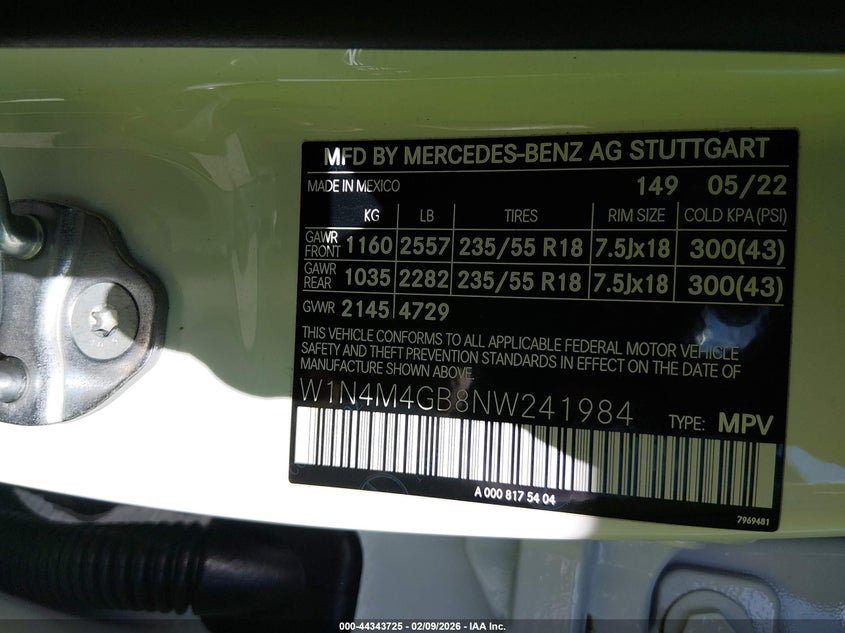 MFD BY MERCEDES-BENZ AG STUTTGART
MADE IN MEXICO 149 05/22
KG LB TIRES RIM SIZE COLD KPA (PSI)
GAWR FRONT 1160 2557 235/55 R18 7.5Jx18 300(43)
GAWR REAR 1035 2282 235/55 R18 7.5Jx18 300(43)
GVWR 2145 4729
THIS VEHICLE CONFORMS TO ALL APPLICABLE FEDERAL MOTOR VEHICLE
SAFETY AND THEFT PREVENTION STANDARDS IN EFFECT ON THE DATE OF
MANUFACTURE SHOWN ABOVE.
W1N4M4GB8NW241984 TYPE: MPV
A 000 817 54 04
7969481
000-44343725 - 02/09/2026 - IAA Inc.